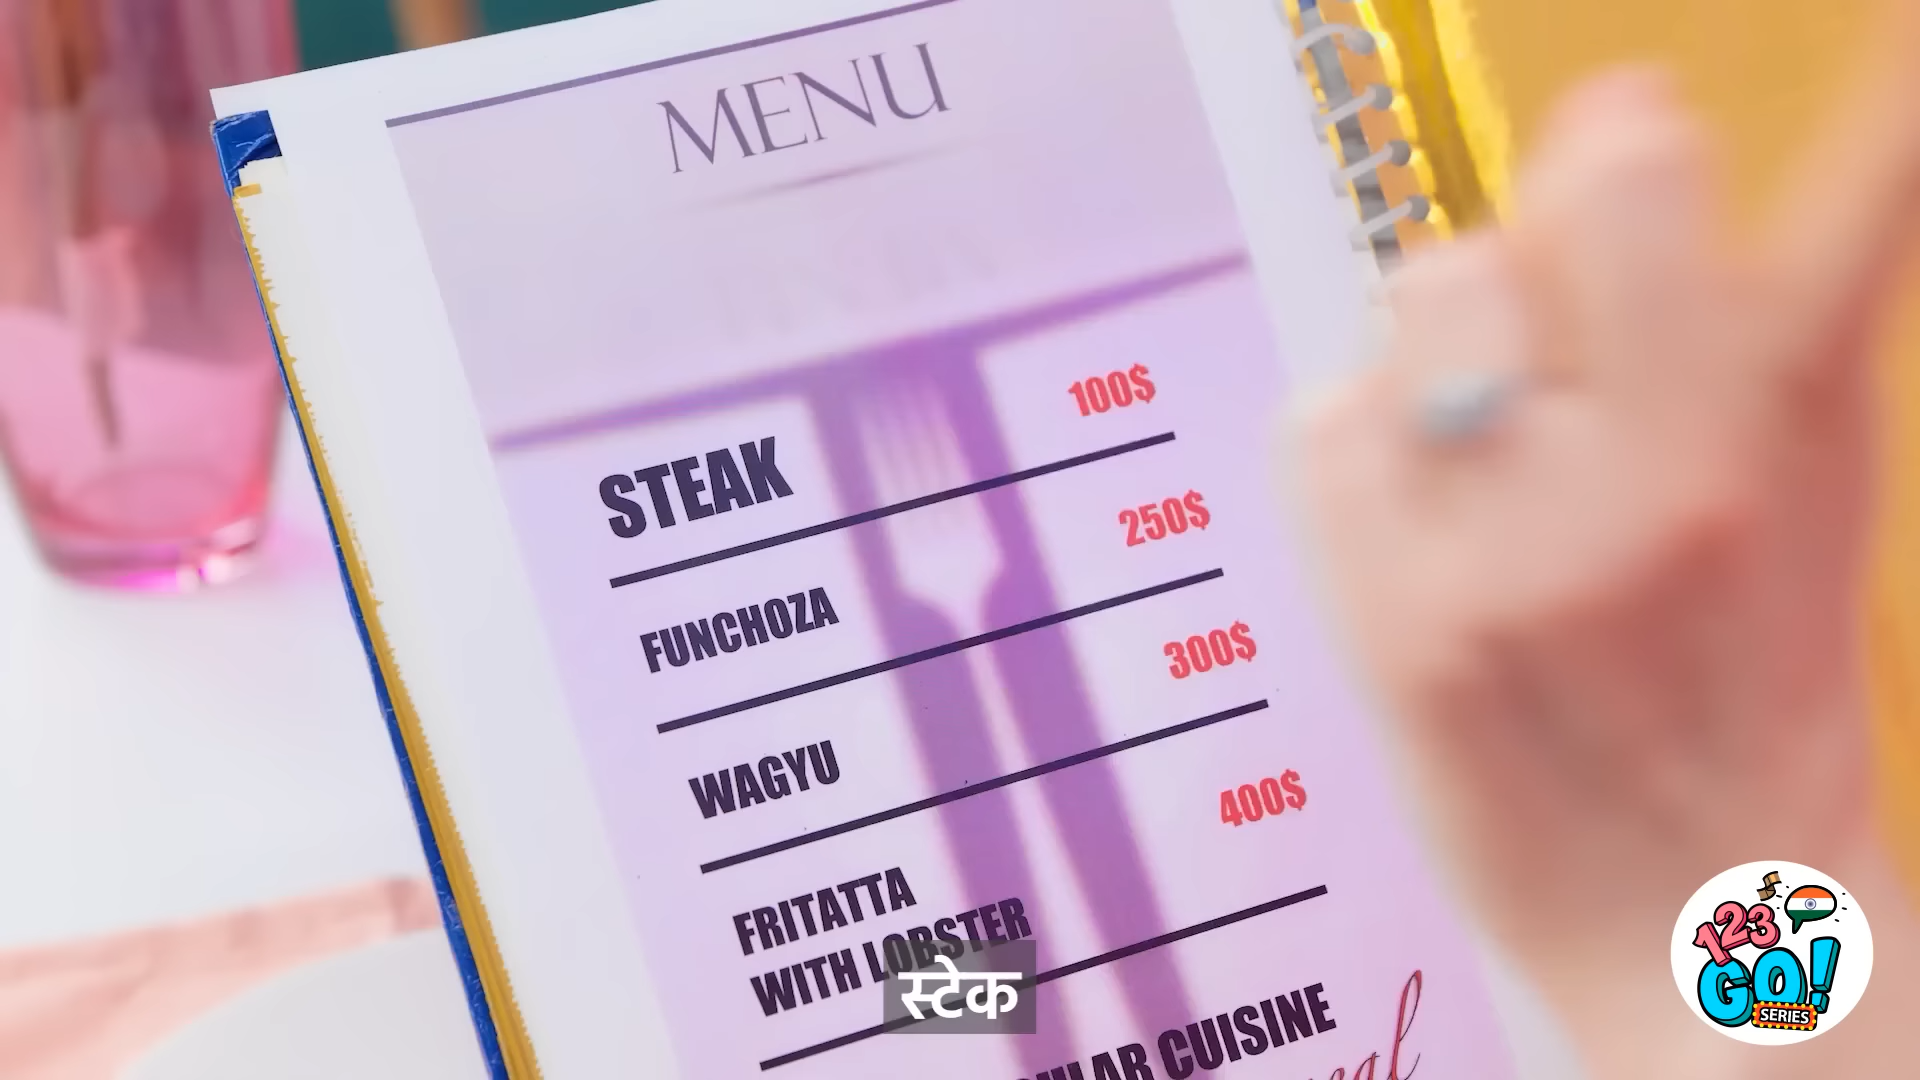 MENU
STEAK 100$
FUNCHOZA 250$
WAGYU 300$
FRITATTA 400$
WITH LOBSTER
स्टेक
CUISINE
123
GO!
SERIES